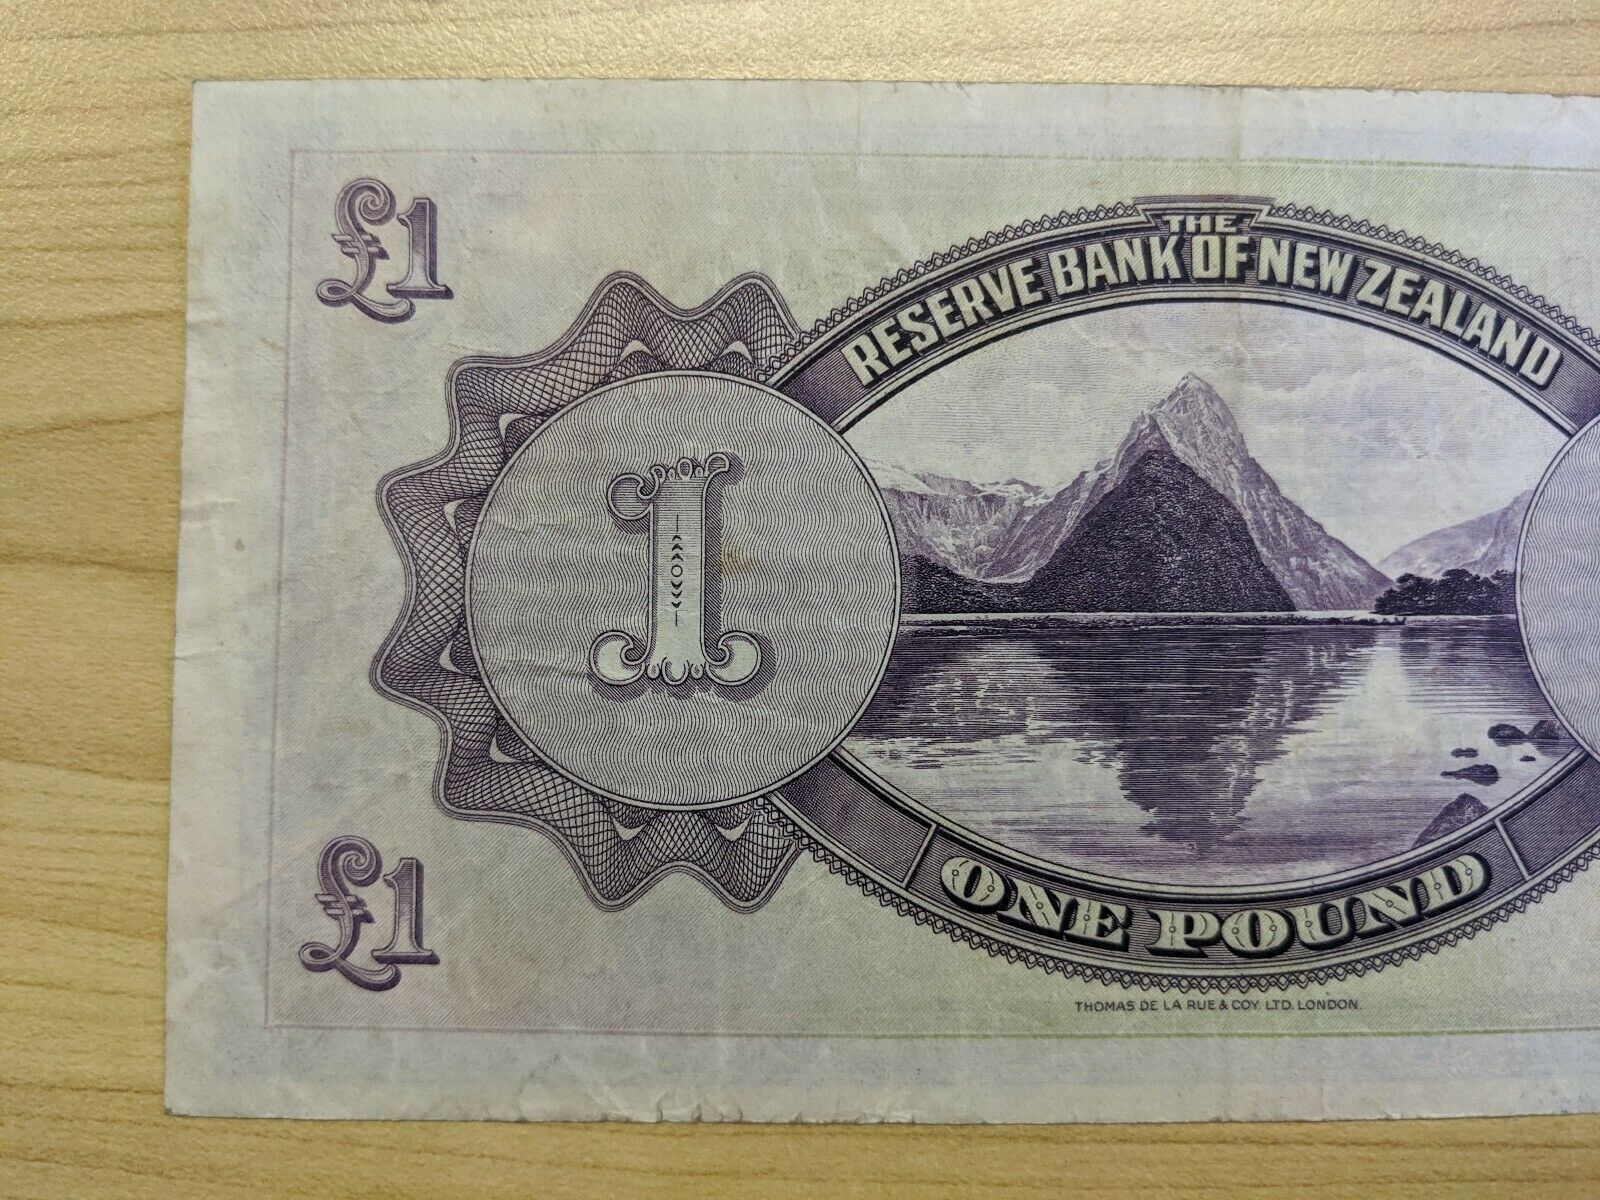 £1
THE
RESERVE BANK OF NEW ZEALAND
1
£1
ONE POUND
THOMAS DE LA RUE & COY. LTD. LONDON.